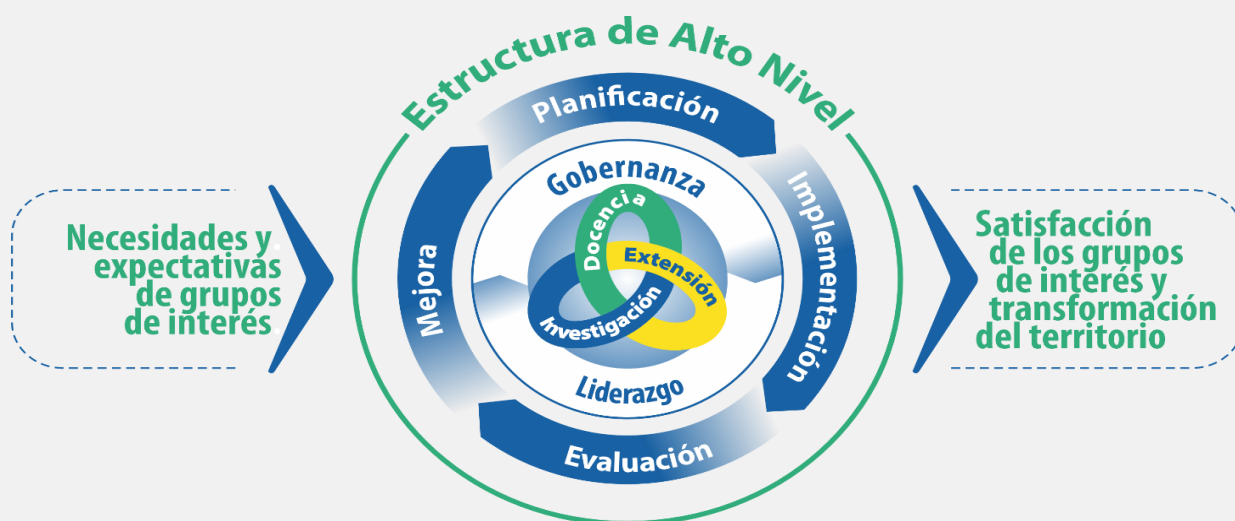 Estructura de Alto Nivel
Planificación
Implementación
Evaluación
Mejora
Gobernanza
Liderazgo
Docencia
Extensión
Investigación
Necesidades y.
expectativas
de grupos
de interés.
Satisfacción
de los grupos
de interés y
transformación
del territorio